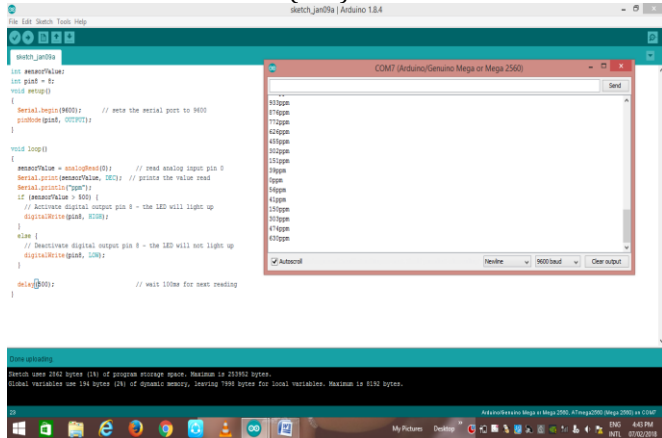 sketch_jan09a | Arduino 1.8.4
File Edit Sketch Tools Help
sketch_jan09a
int sensorValue;
int pin8 = 8;
void setup()
{
Serial.begin(9600); // sets the serial port to 9600
pinMode(pin8, OUTPUT);
}
void loop()
{
sensorValue = analogRead(0); // read analog input pin 0
Serial.print(sensorValue, DEC); // prints the value read
Serial.println("ppm");
if (sensorValue > 500) {
// Activate digital output pin 8 - the LED will light up
digitalWrite(pin8, HIGH);
}
else {
// Deactivate digital output pin 8 - the LED will not light up
digitalWrite(pin8, LOW);
}
delay(500); // wait 100ms for next reading
}
COM7 (Arduino/Genuino Mega or Mega 2560)
Send
933ppm
876ppm
772ppm
626ppm
455ppm
302ppm
151ppm
39ppm
0ppm
56ppm
41ppm
150ppm
303ppm
474ppm
630ppm
Autoscroll Newline 9600 baud Clear output
Done uploading.
Sketch uses 2862 bytes (1%) of program storage space. Maximum is 253952 bytes.
Global variables use 194 bytes (2%) of dynamic memory, leaving 7998 bytes for local variables. Maximum is 8192 bytes.
Arduino/Genuino Mega or Mega 2560, ATmega2560 (Mega 2560) on COM7
My Pictures Desktop ENG 4:43 PM
INTL 07/02/2018